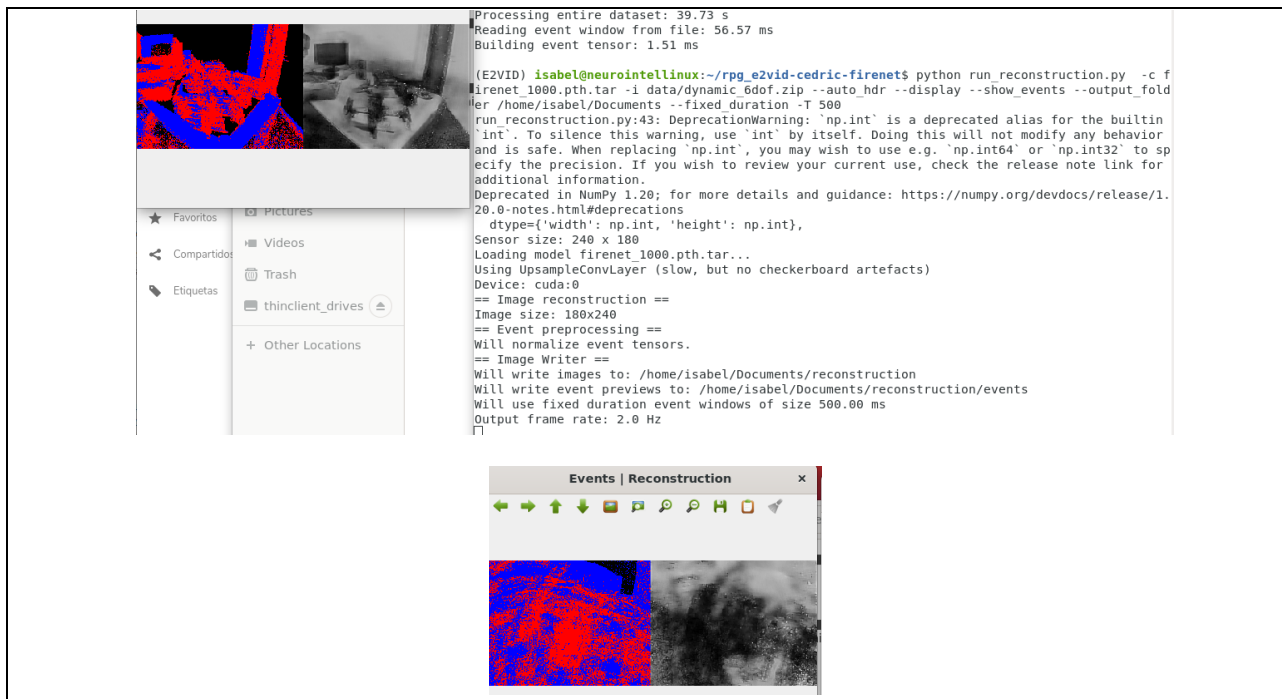 Processing entire dataset: 39.73 s
Reading event window from file: 56.57 ms
Building event tensor: 1.51 ms
(E2VID) isabel@neurointellinux:~/rpg_e2vid-cedric-firenet$ python run_reconstruction.py  -c f
irenet_1000.pth.tar -i data/dynamic_6dof.zip --auto_hdr --display --show_events --output_fold
er /home/isabel/Documents --fixed_duration -T 500
run_reconstruction.py:43: DeprecationWarning: `np.int` is a deprecated alias for the builtin
`int`. To silence this warning, use `int` by itself. Doing this will not modify any behavior
and is safe. When replacing `np.int`, you may wish to use e.g. `np.int64` or `np.int32` to sp
ecify the precision. If you wish to review your current use, check the release note link for
additional information.
Deprecated in NumPy 1.20; for more details and guidance: https://numpy.org/devdocs/release/1.
20.0-notes.html#deprecations
  dtype={'width': np.int, 'height': np.int},
Sensor size: 240 x 180
Loading model firenet_1000.pth.tar...
Using UpsampleConvLayer (slow, but no checkerboard artefacts)
Device: cuda:0
== Image reconstruction ==
Image size: 180x240
== Event preprocessing ==
Will normalize event tensors.
== Image Writer ==
Will write images to: /home/isabel/Documents/reconstruction
Will write event previews to: /home/isabel/Documents/reconstruction/events
Will use fixed duration event windows of size 500.00 ms
Output frame rate: 2.0 Hz
Favoritos
Compartidos
Etiquetas
Pictures
Videos
Trash
thinclient_drives
+ Other Locations
Events | Reconstruction